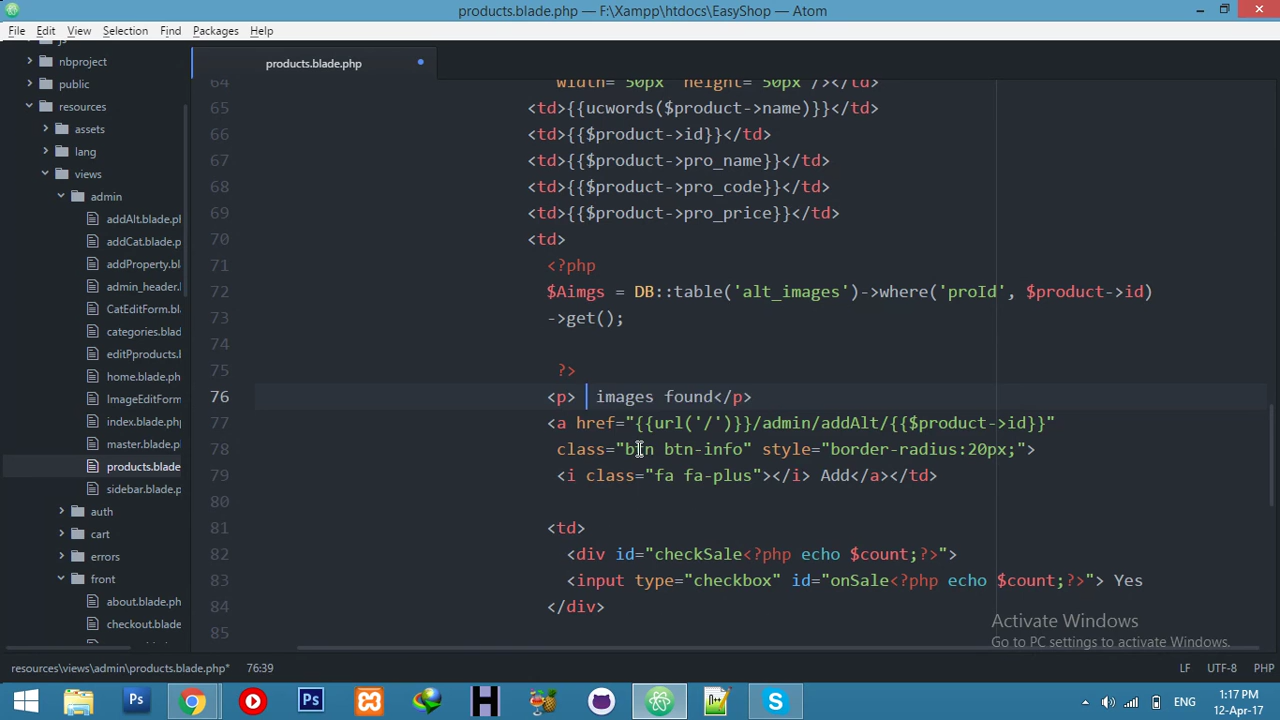 products.blade.php — F:\Xampp\htdocs\EasyShop — Atom
File Edit View Selection Find Packages Help
nbproject
public
resources
assets
lang
views
admin
addAlt.blade.pl
addCat.blade.p
addProperty.bl
admin_header.
CatEditForm.bl
categories.blad
editPproducts.
home.blade.ph
ImageEditForm
index.blade.ph
master.blade.p
products.blade
sidebar.blade.p
auth
cart
errors
front
about.blade.ph
checkout.blade
products.blade.php
64 width="50px" height="50px"/></td>
65 <td>{{ucwords($product->name)}}</td>
66 <td>{{$product->id}}</td>
67 <td>{{$product->pro_name}}</td>
68 <td>{{$product->pro_code}}</td>
69 <td>{{$product->pro_price}}</td>
70 <td>
71 <?php
72 $Aimgs = DB::table('alt_images')->where('proId', $product->id)
73 ->get();
74
75 ?>
76 <p> images found</p>
77 <a href="{{url('/')}}/admin/addAlt/{{$product->id}}"
78 class="btn btn-info" style="border-radius:20px;">
79 <i class="fa fa-plus"></i> Add</a></td>
80
81 <td>
82 <div id="checkSale<?php echo $count;?>">
83 <input type="checkbox" id="onSale<?php echo $count;?>"> Yes
84 </div>
85
Activate Windows
Go to PC settings to activate Windows.
resources\views\admin\products.blade.php* 76:39 LF UTF-8 PHP
ENG
1:17 PM
12-Apr-17